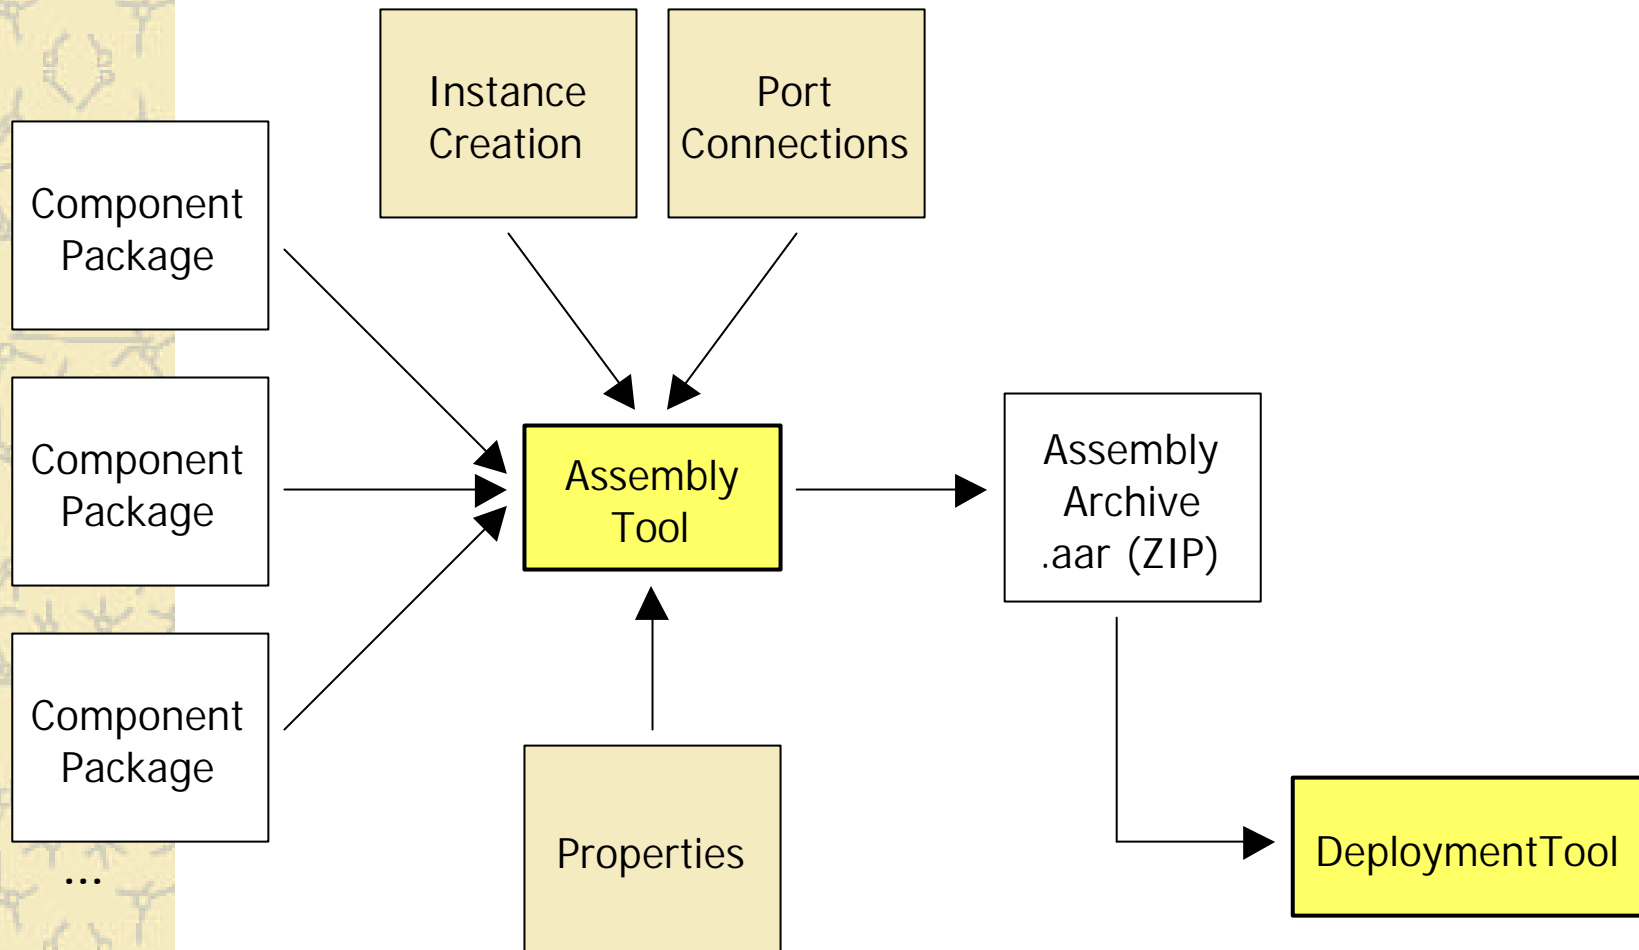 Instance
Creation
Port
Connections
Component
Package
Component
Package
Component
Package
...
Assembly
Tool
Assembly
Archive
.aar (ZIP)
Properties
DeploymentTool